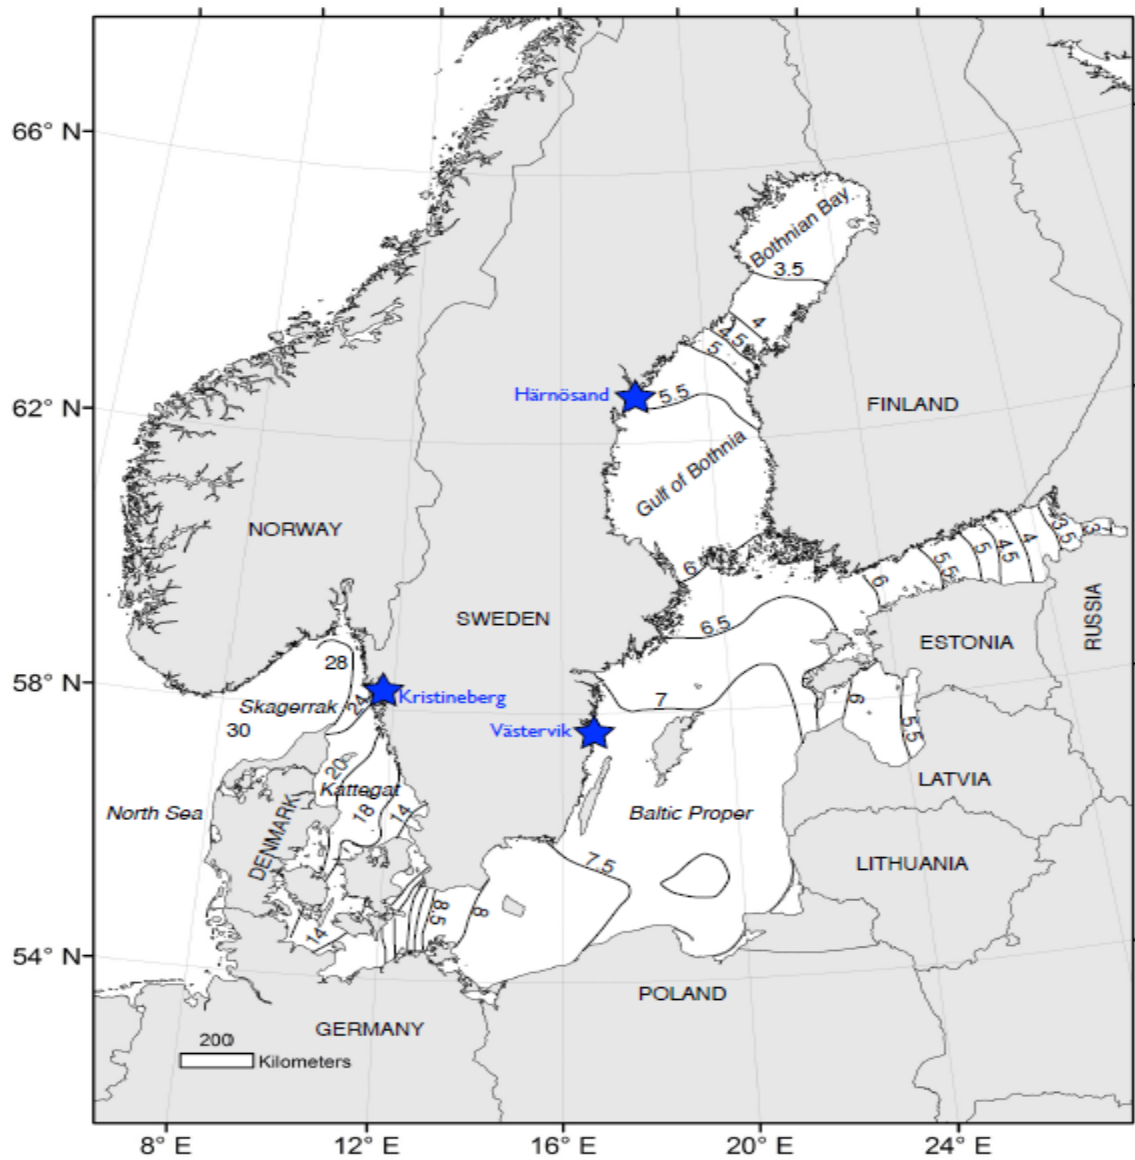 66° N
62° N
58° N
54° N
8° E
12° E
16° E
20° E
24° E
Bothnian Bay
3.5
4
4.5
5
Härnösand
5.5
FINLAND
Gulf of Bothnia
NORWAY
6
6
5.5
5
4.5
4
3.5
3
SWEDEN
6.5
ESTONIA
RUSSIA
28
Skagerrak
24
Kristineberg
30
7
Västervik
6
5.5
LATVIA
20
Kattegat
North Sea
18
14
Baltic Proper
DENMARK
LITHUANIA
7.5
8.5
8
14
POLAND
GERMANY
200
Kilometers